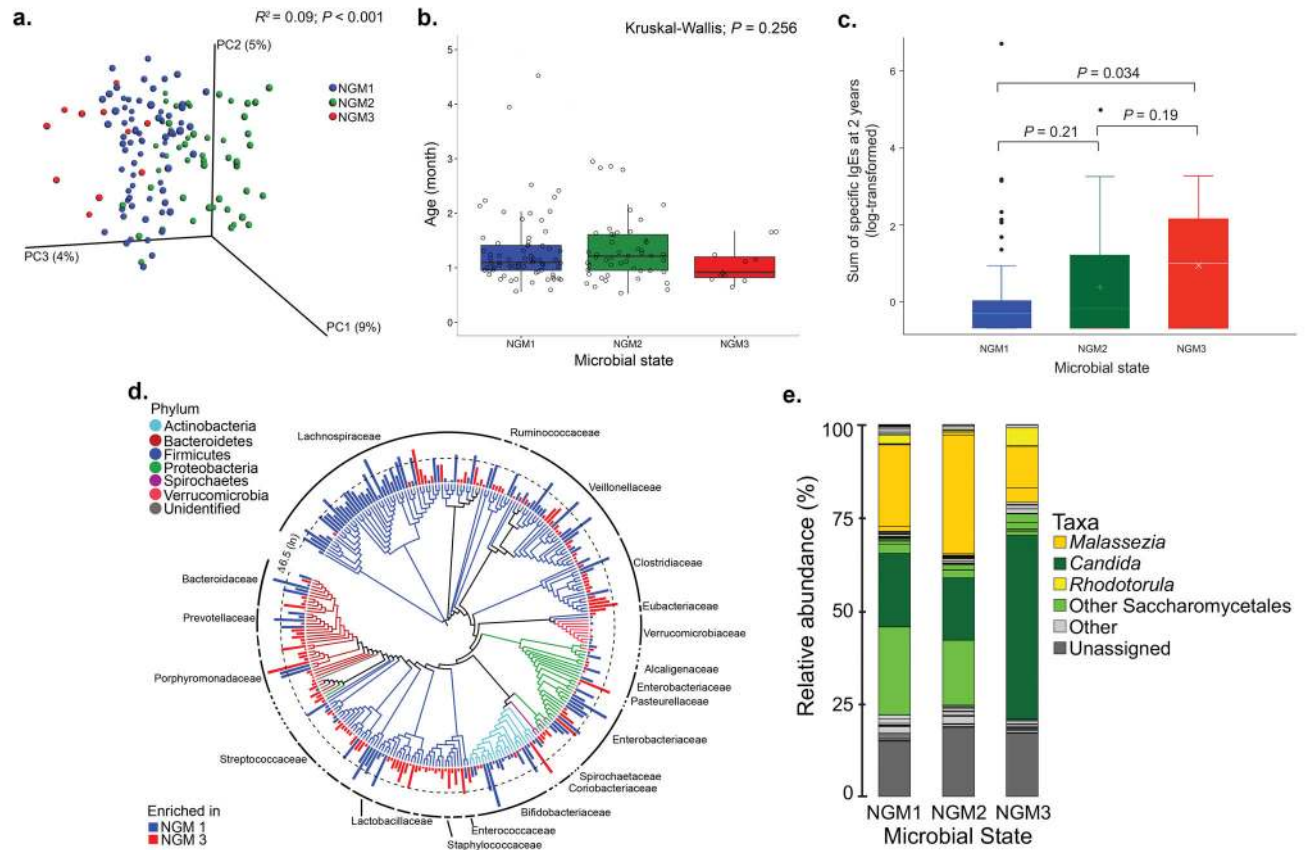 a.
R² = 0.09; P < 0.001
PC2 (5%)
NGM1
NGM2
NGM3
PC3 (4%)
PC1 (9%)
b.
Kruskal-Wallis; P = 0.256
Age (month)
5
4
3
2
1
0
NGM1
NGM2
NGM3
Microbial state
c.
Sum of specific IgEs at 2 years
(log-transformed)
6
4
2
0
P = 0.034
P = 0.21
P = 0.19
NGM1
NGM2
NGM3
Microbial state
d.
Phylum
Actinobacteria
Bacteroidetes
Firmicutes
Proteobacteria
Spirochaetes
Verrucomicrobia
Unidentified
Lachnospiraceae
Ruminococcaceae
Veillonellaceae
Clostridiaceae
Eubacteriaceae
Verrucomicrobiaceae
Alcaligenaceae
Enterobacteriaceae
Pasteurellaceae
Enterobacteriaceae
Spirochaetaceae
Coriobacteriaceae
Bifidobacteriaceae
Enterococcaceae
Staphylococcaceae
Lactobacillaceae
Streptococcaceae
Porphyromonadaceae
Prevotellaceae
Bacteroidaceae
Δ6.5 (ln)
Enriched in
NGM 1
NGM 3
e.
Relative abundance (%)
100
75
50
25
0
NGM1 NGM2 NGM3
Microbial State
Taxa
Malassezia
Candida
Rhodotorula
Other Saccharomycetales
Other
Unassigned